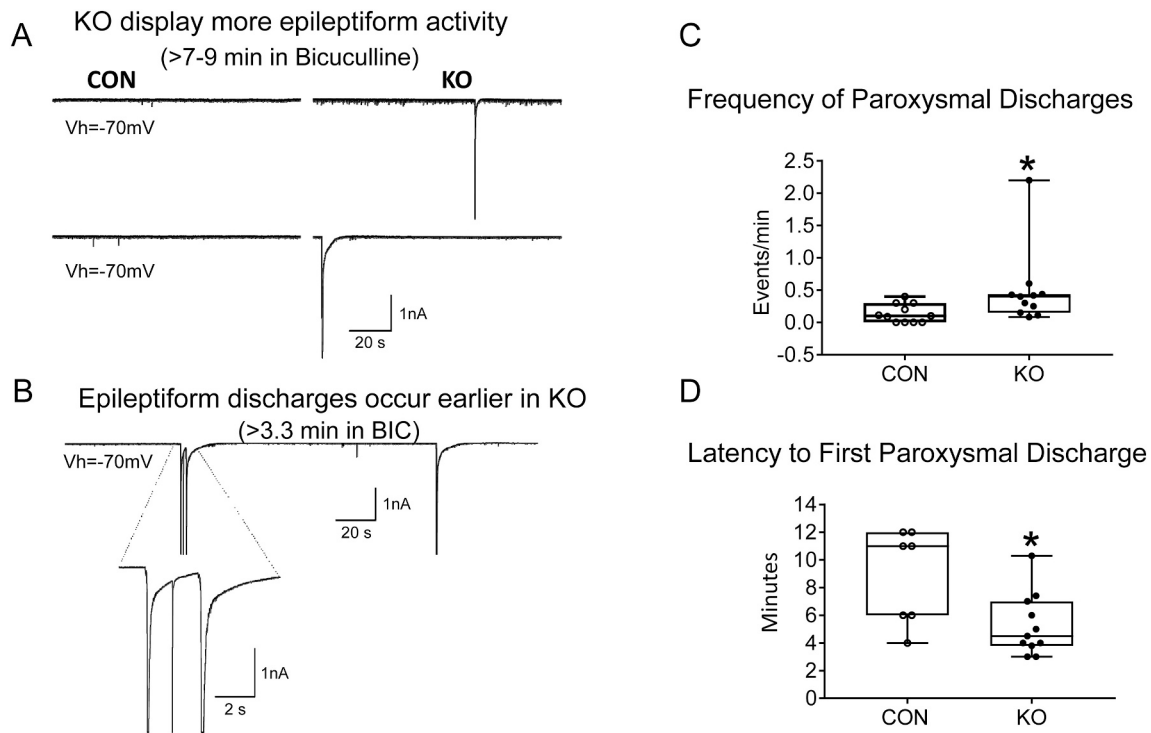 A
KO display more epileptiform activity
(>7-9 min in Bicuculline)
CON
KO
Vh=-70mV
Vh=-70mV
1nA
20 s
B
Epileptiform discharges occur earlier in KO
(>3.3 min in BIC)
Vh=-70mV
1nA
20 s
1nA
2 s
C
Frequency of Paroxysmal Discharges
*
2.5
2.0
1.5
1.0
0.5
0.0
-0.5
Events/min
CON
KO
D
Latency to First Paroxysmal Discharge
*
14
12
10
8
6
4
2
0
Minutes
CON
KO